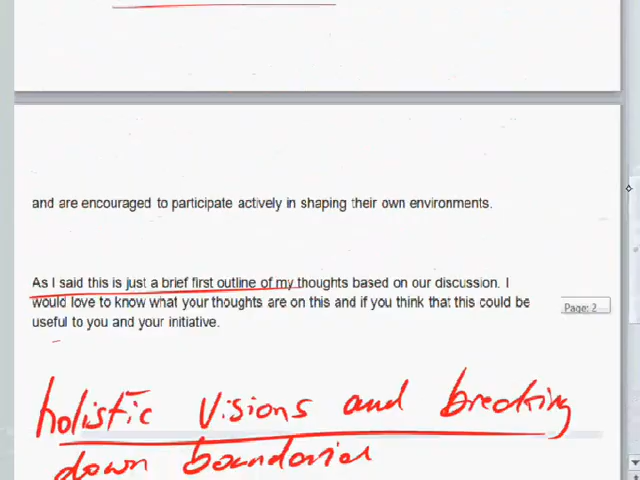 and are encouraged to participate actively in shaping their own environments.
As I said this is just a brief first outline of my thoughts based on our discussion. I
would love to know what your thoughts are on this and if you think that this could be
useful to you and your initiative.
Page: 2
holistic visions and breaking
down boundaries